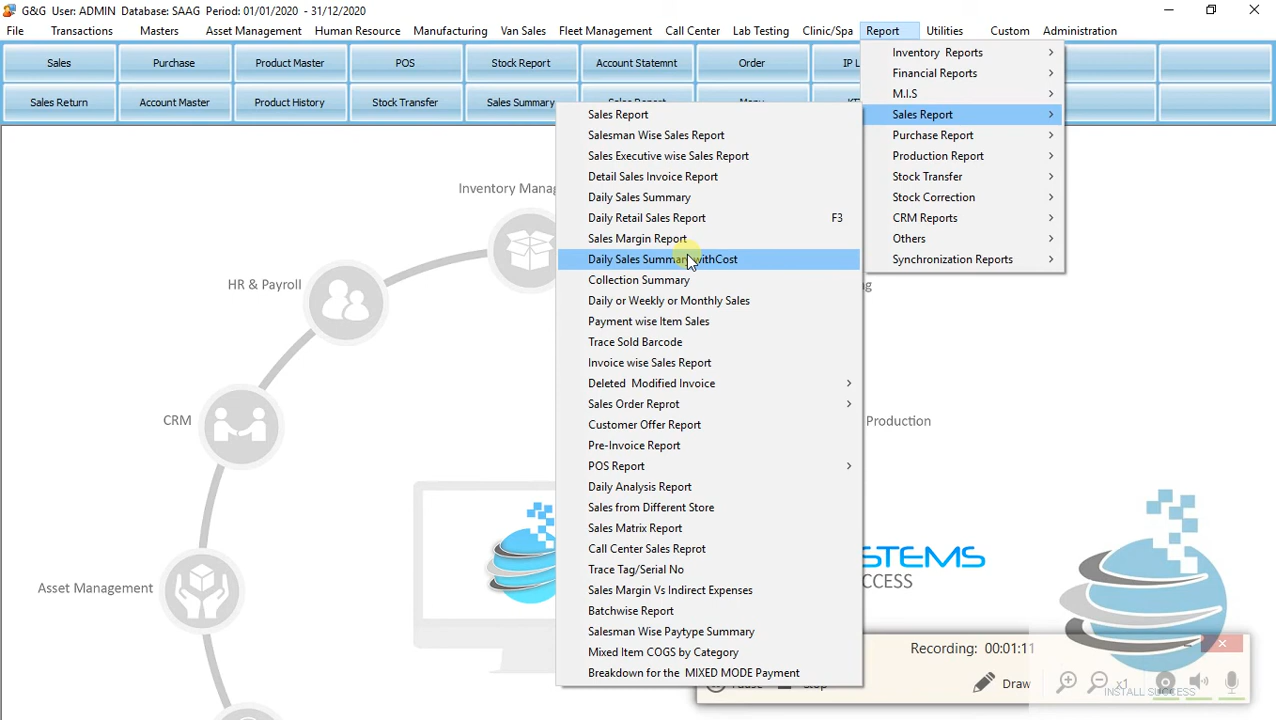 G&G User: ADMIN Database: SAAG Period: 01/01/2020 - 31/12/2020
File Transactions Masters Asset Management Human Resource Manufacturing Van Sales Fleet Management Call Center Lab Testing Clinic/Spa Report Utilities Custom Administration
Sales Purchase Product Master POS Stock Report Account Statemnt Order IP L
Sales Return Account Master Product History Stock Transfer Sales Summary
Inventory Reports
Financial Reports
M.I.S
Sales Report
Purchase Report
Production Report
Stock Transfer
Stock Correction
CRM Reports
Others
Synchronization Reports
Sales Report
Salesman Wise Sales Report
Sales Executive wise Sales Report
Detail Sales Invoice Report
Daily Sales Summary
Daily Retail Sales Report F3
Sales Margin Report
Daily Sales Summary withCost
Collection Summary
Daily or Weekly or Monthly Sales
Payment wise Item Sales
Trace Sold Barcode
Invoice wise Sales Report
Deleted Modified Invoice
Sales Order Reprot
Customer Offer Report
Pre-Invoice Report
POS Report
Daily Analysis Report
Sales from Different Store
Sales Matrix Report
Call Center Sales Reprot
Trace Tag/Serial No
Sales Margin Vs Indirect Expenses
Batchwise Report
Salesman Wise Paytype Summary
Mixed Item COGS by Category
Breakdown for the MIXED MODE Payment
Inventory Mana
HR & Payroll
CRM
Asset Management
Production
STEMS
CCESS
Recording: 00:01:11
Draw
x1
INSTALL SUCCESS